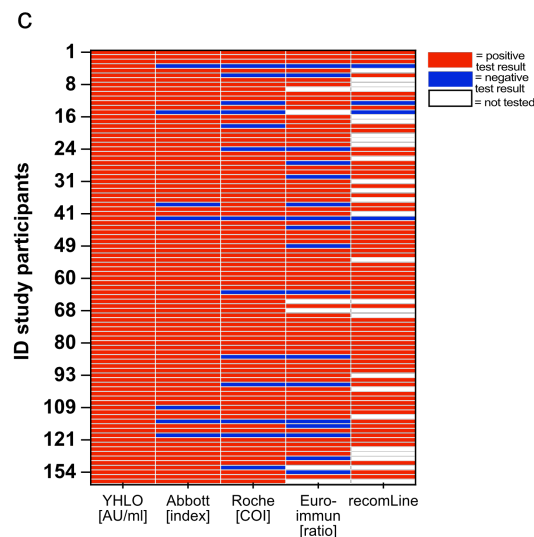 C
ID study participants
1
8
16
24
31
41
49
60
68
80
93
109
121
154
= positive
test result
= negative
test result
= not tested
YHLO
[AU/ml]
Abbott
[index]
Roche
[COI]
Euro-
immun
[ratio]
recomLine